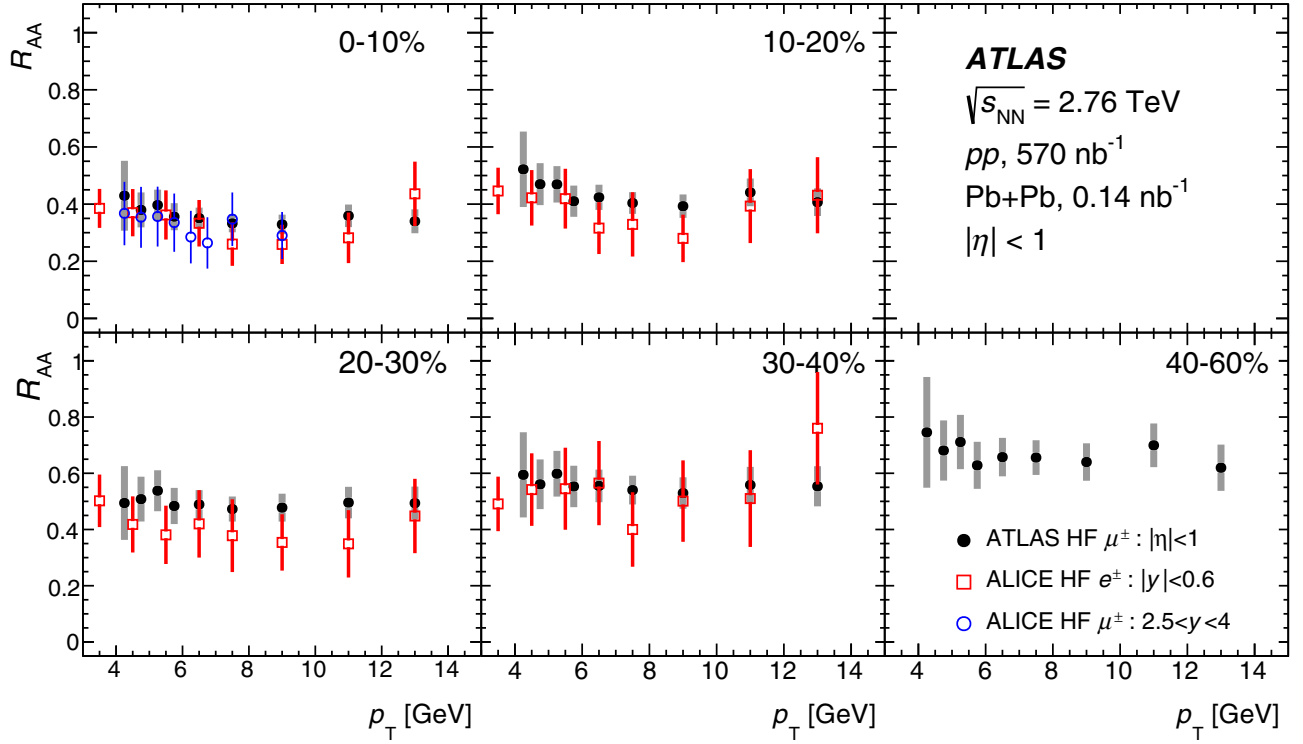 R_AA
1
0.8
0.6
0.4
0.2
0
0-10%
10-20%
ATLAS
√s_NN = 2.76 TeV
pp, 570 nb⁻¹
Pb+Pb, 0.14 nb⁻¹
|η| < 1
R_AA
1
0.8
0.6
0.4
0.2
0
20-30%
30-40%
40-60%
ATLAS HF μ± : |η|<1
ALICE HF e± : |y|<0.6
ALICE HF μ± : 2.5<y<4
4 6 8 10 12 14
4 6 8 10 12 14
4 6 8 10 12 14
p_T [GeV]
p_T [GeV]
p_T [GeV]